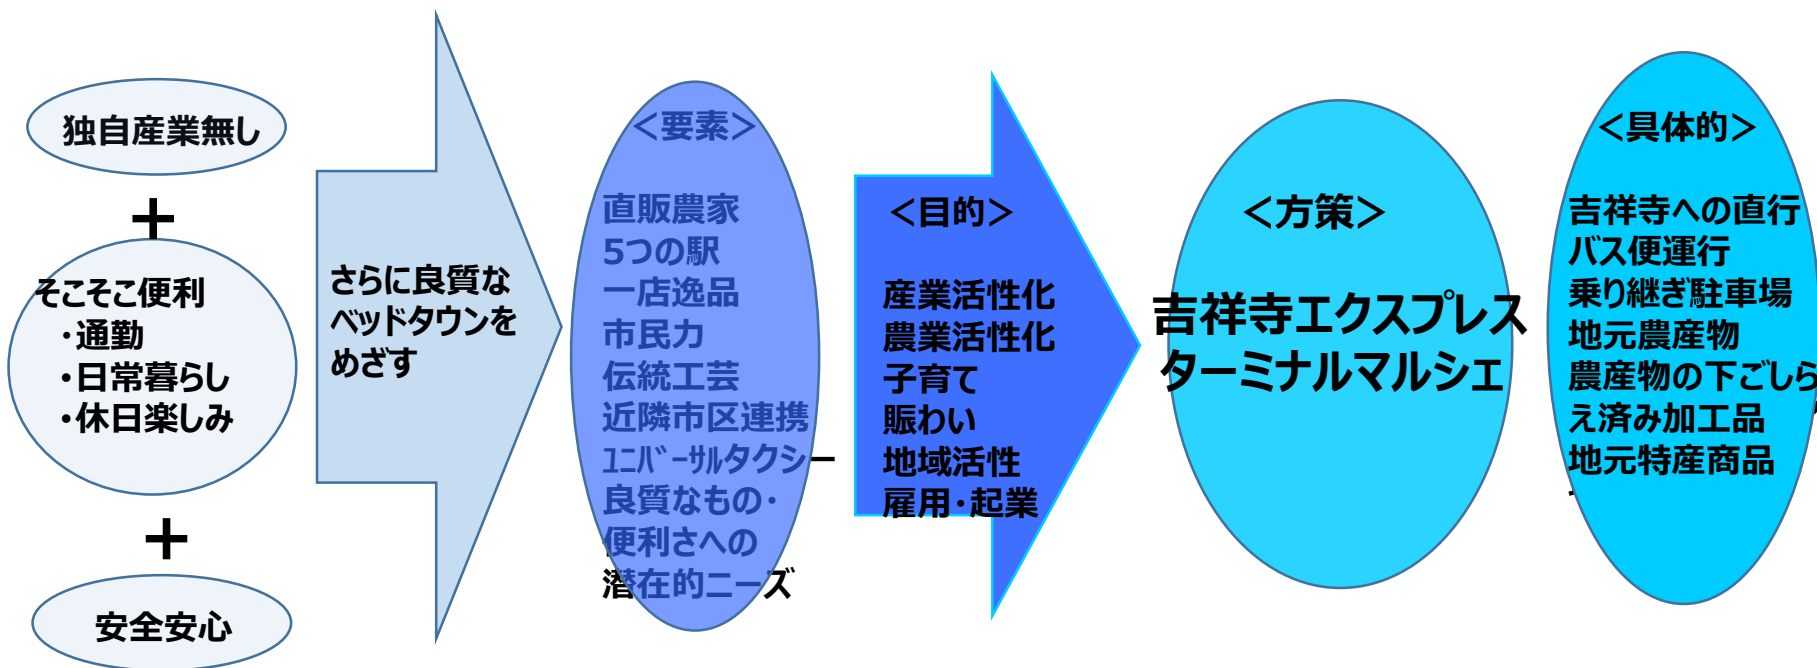 独自産業無し
＋
そこそこ便利
・通勤
・日常暮らし
・休日楽しみ
＋
安全安心
さらに良質な
ベッドタウンを
めざす
＜要素＞
直販農家
5つの駅
一店逸品
市民力
伝統工芸
近隣市区連携
ﾕﾆﾊﾞｰｻﾙタクシー
良質なもの・
便利さへの
潜在的ニーズ
＜目的＞
産業活性化
農業活性化
子育て
賑わい
地域活性
雇用・起業
＜方策＞
吉祥寺エクスプレス
ターミナルマルシェ
＜具体的＞
吉祥寺への直行
バス便運行
乗り継ぎ駐車場
地元農産物
農産物の下ごしら
え済み加工品
地元特産商品